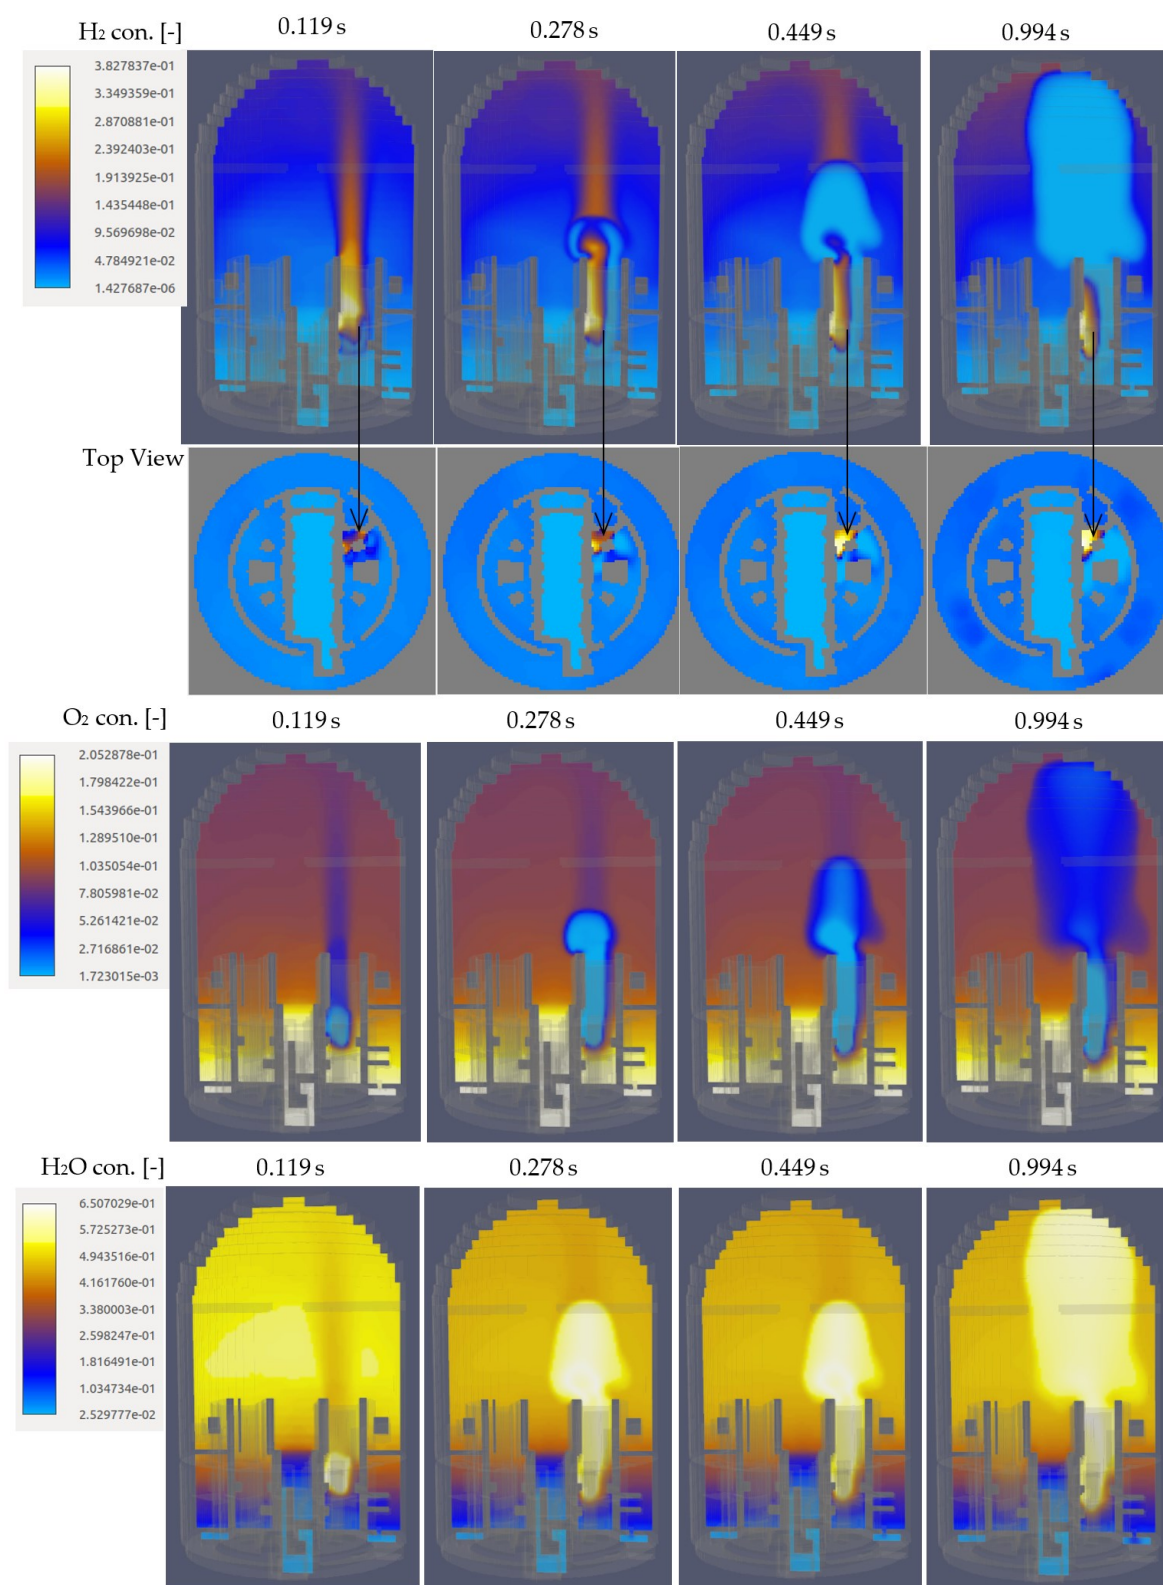 H2 con. [-] 0.119 s 0.278 s 0.449 s 0.994 s
3.827837e-01
3.349359e-01
2.870881e-01
2.392403e-01
1.913925e-01
1.435448e-01
9.569698e-02
4.784921e-02
1.427687e-06
Top View
O2 con. [-] 0.119 s 0.278 s 0.449 s 0.994 s
2.052878e-01
1.798422e-01
1.543966e-01
1.289510e-01
1.035054e-01
7.805981e-02
5.261421e-02
2.716861e-02
1.723015e-03
H2O con. [-] 0.119 s 0.278 s 0.449 s 0.994 s
6.507029e-01
5.725273e-01
4.943516e-01
4.161760e-01
3.380003e-01
2.598247e-01
1.816491e-01
1.034734e-01
2.529777e-02